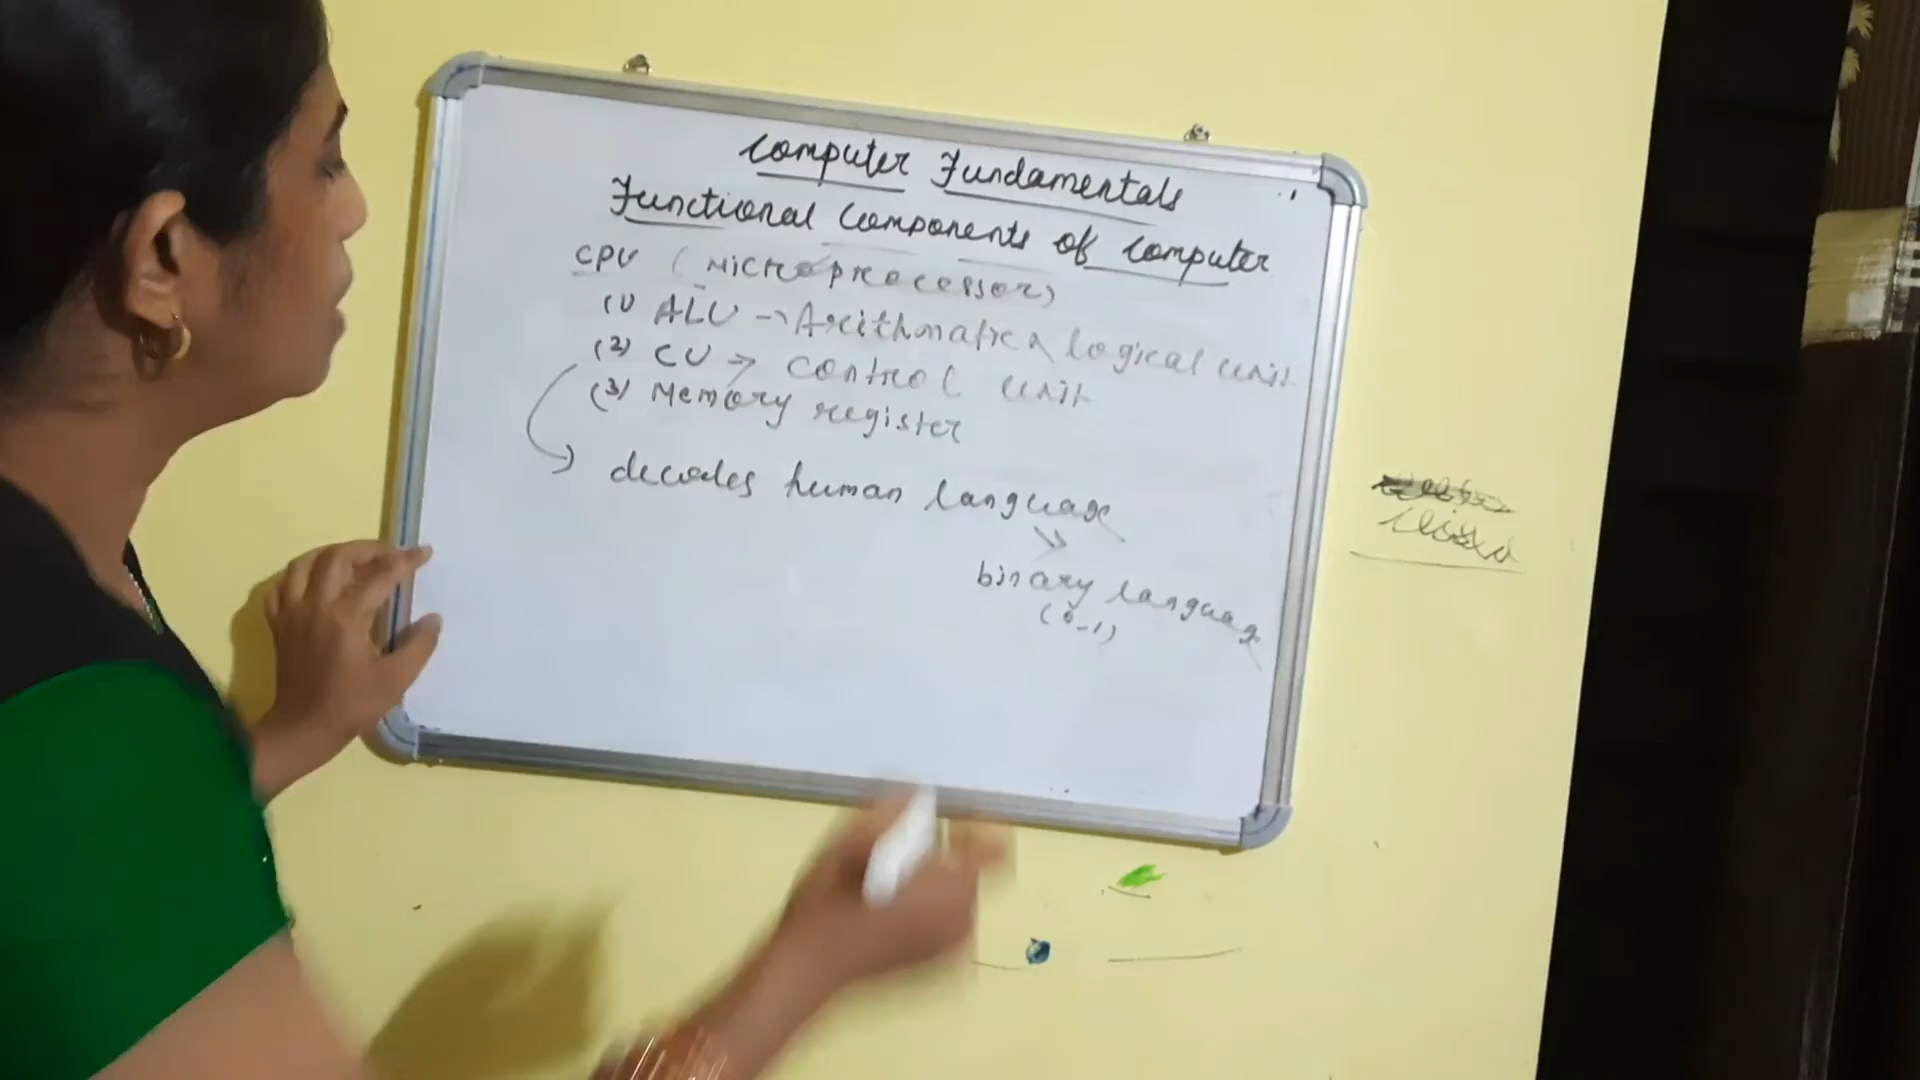 Computer Fundamentals
Functional Components of Computer
CPU (Microprocessor)
(1) ALU → Arithmatic & Logical unit
(2) CU → Control unit
(3) Memory register
decodes human language
binary language
(0-1)